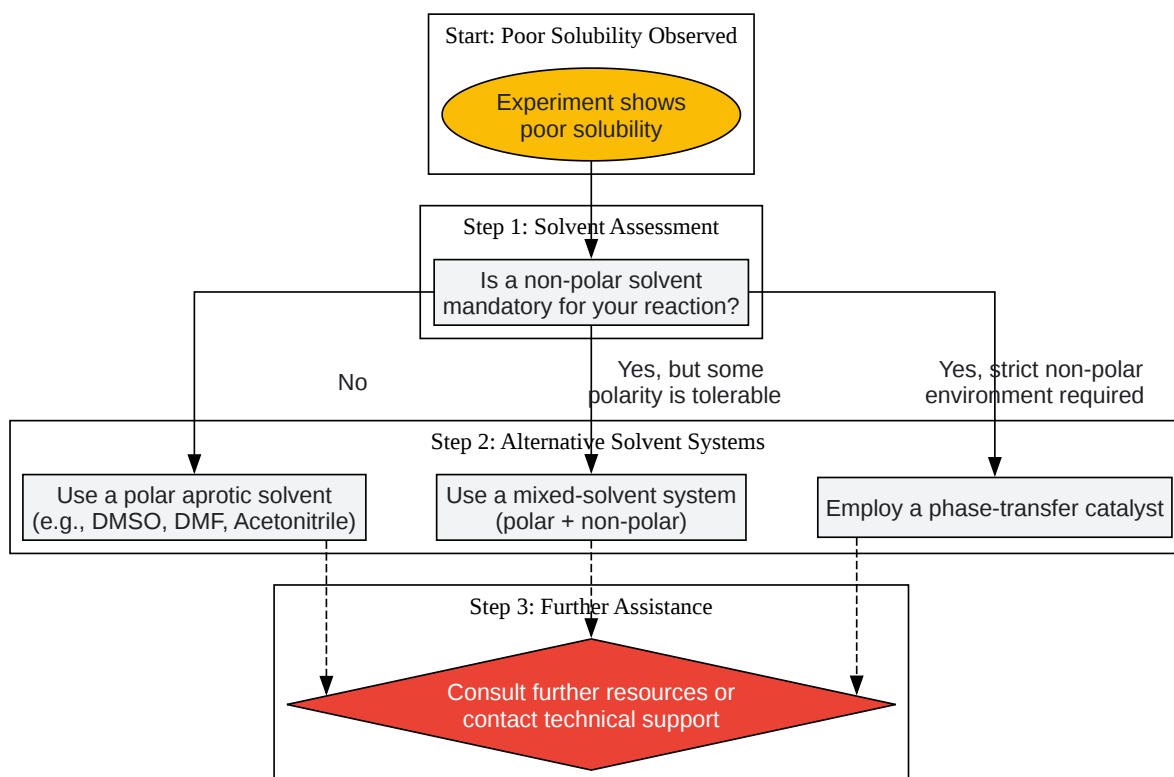 Start: Poor Solubility Observed
Experiment shows
poor solubility
Step 1: Solvent Assessment
Is a non-polar solvent
mandatory for your reaction?
No
Yes, but some
polarity is tolerable
Yes, strict non-polar
environment required
Step 2: Alternative Solvent Systems
Use a polar aprotic solvent
(e.g., DMSO, DMF, Acetonitrile)
Use a mixed-solvent system
(polar + non-polar)
Employ a phase-transfer catalyst
Step 3: Further Assistance
Consult further resources or
contact technical support